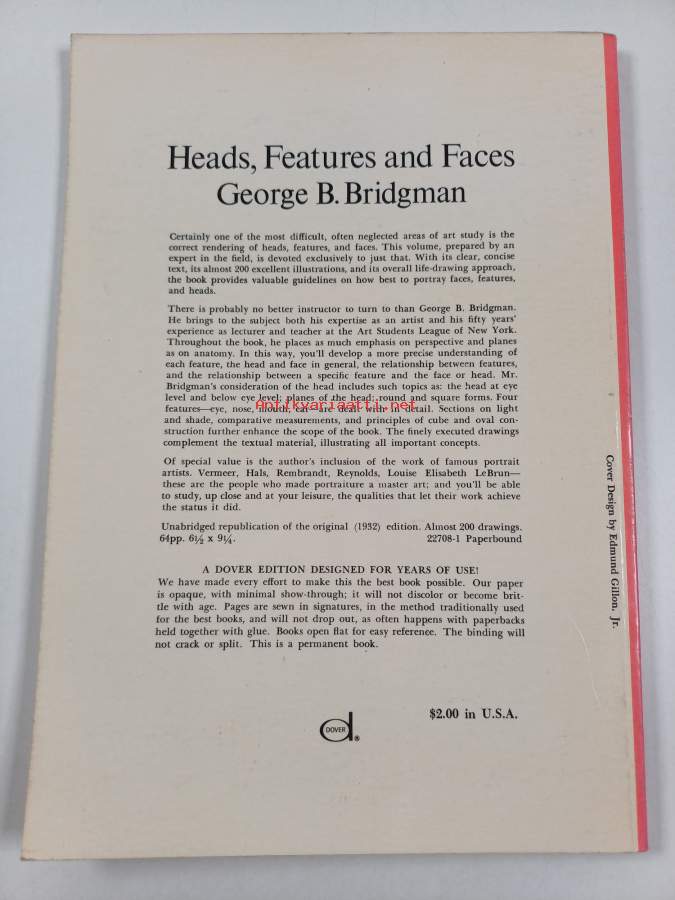 Heads, Features and Faces
George B. Bridgman
Certainly one of the most difficult, often neglected areas of art study is the
correct rendering of heads, features, and faces. This volume, prepared by an
expert in the field, is devoted exclusively to just that. With its clear, concise
text, its almost 200 excellent illustrations, and its overall life-drawing approach,
the book provides valuable guidelines on how best to portray faces, features,
and heads.
There is probably no better instructor to turn to than George B. Bridgman.
He brings to the subject both his expertise as an artist and his fifty years'
experience as lecturer and teacher at the Art Students League of New York.
Throughout the book, he places as much emphasis on perspective and planes
as on anatomy. In this way, you'll develop a more precise understanding of
each feature, the head and face in general, the relationship between features,
and the relationship between a specific feature and the face or head. Mr.
Bridgman's consideration of the head includes such topics as: the head at eye
level and below eye level; planes of the head; round and square forms. Four
features—eye, nose, mouth, ear—are dealt with in detail. Sections on light
Antikvariaatti.net
and shade, comparative measurements, and principles of cube and oval con-
struction further enhance the scope of the book. The finely executed drawings
complement the textual material, illustrating all important concepts.
Of special value is the author's inclusion of the work of famous portrait
artists. Vermeer, Hals, Rembrandt, Reynolds, Louise Elisabeth LeBrun—
these are the people who made portraiture a master art; and you'll be able
to study, up close and at your leisure, the qualities that let their work achieve
the status it did.
Unabridged republication of the original (1932) edition. Almost 200 drawings.
64pp. 6½ x 9¼. 22708-1 Paperbound
A DOVER EDITION DESIGNED FOR YEARS OF USE!
We have made every effort to make this the best book possible. Our paper
is opaque, with minimal show-through; it will not discolor or become brit-
tle with age. Pages are sewn in signatures, in the method traditionally used
for the best books, and will not drop out, as often happens with paperbacks
held together with glue. Books open flat for easy reference. The binding will
not crack or split. This is a permanent book.
$2.00 in U.S.A.
DOVER ®
Cover Design by Edmund Gillon, Jr.